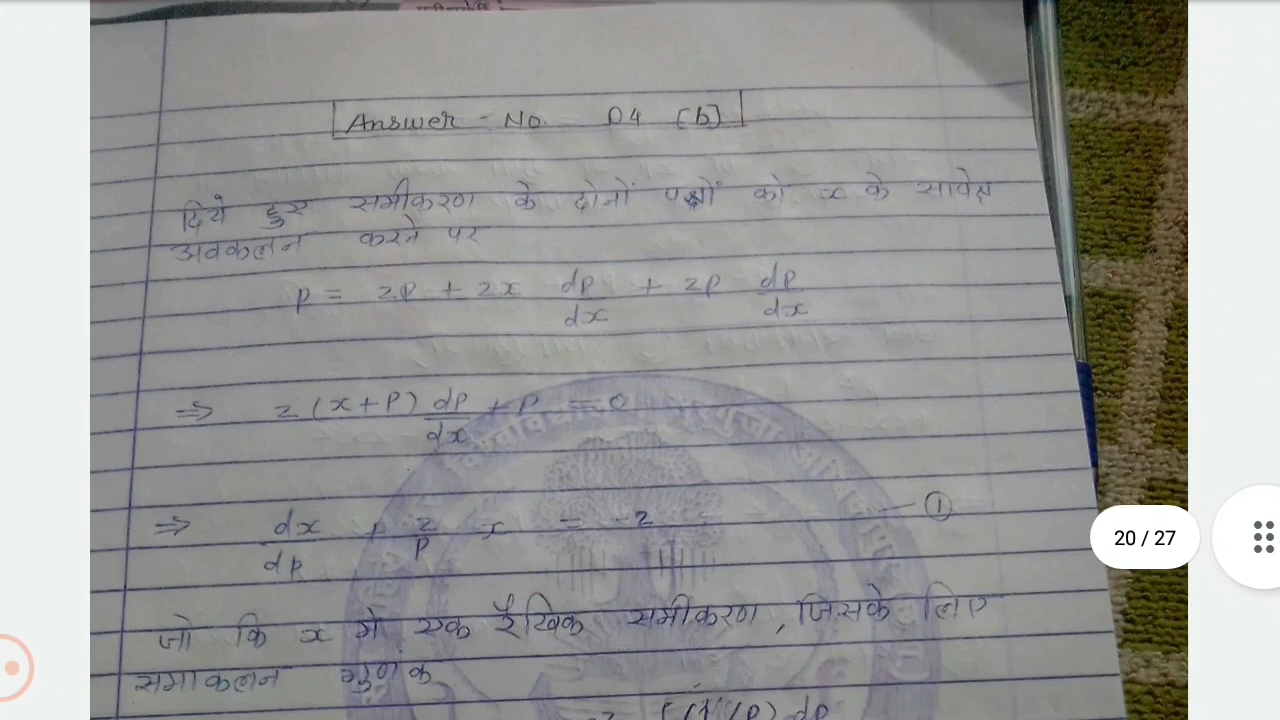 Answer - No. 04 (b)
दिये हुए समीकरण के दोनों पक्षों को x के सापेक्ष
अवकलन करने पर
p = 2p + 2x dp/dx + 2p dp/dx
⇒ 2(x+p) dp/dx + p = 0
⇒ dx/dp + 2/p x = -2 — ①
20 / 27
जो कि x में एक रैखिक समीकरण, जिसके लिए
समाकलन गुणांक